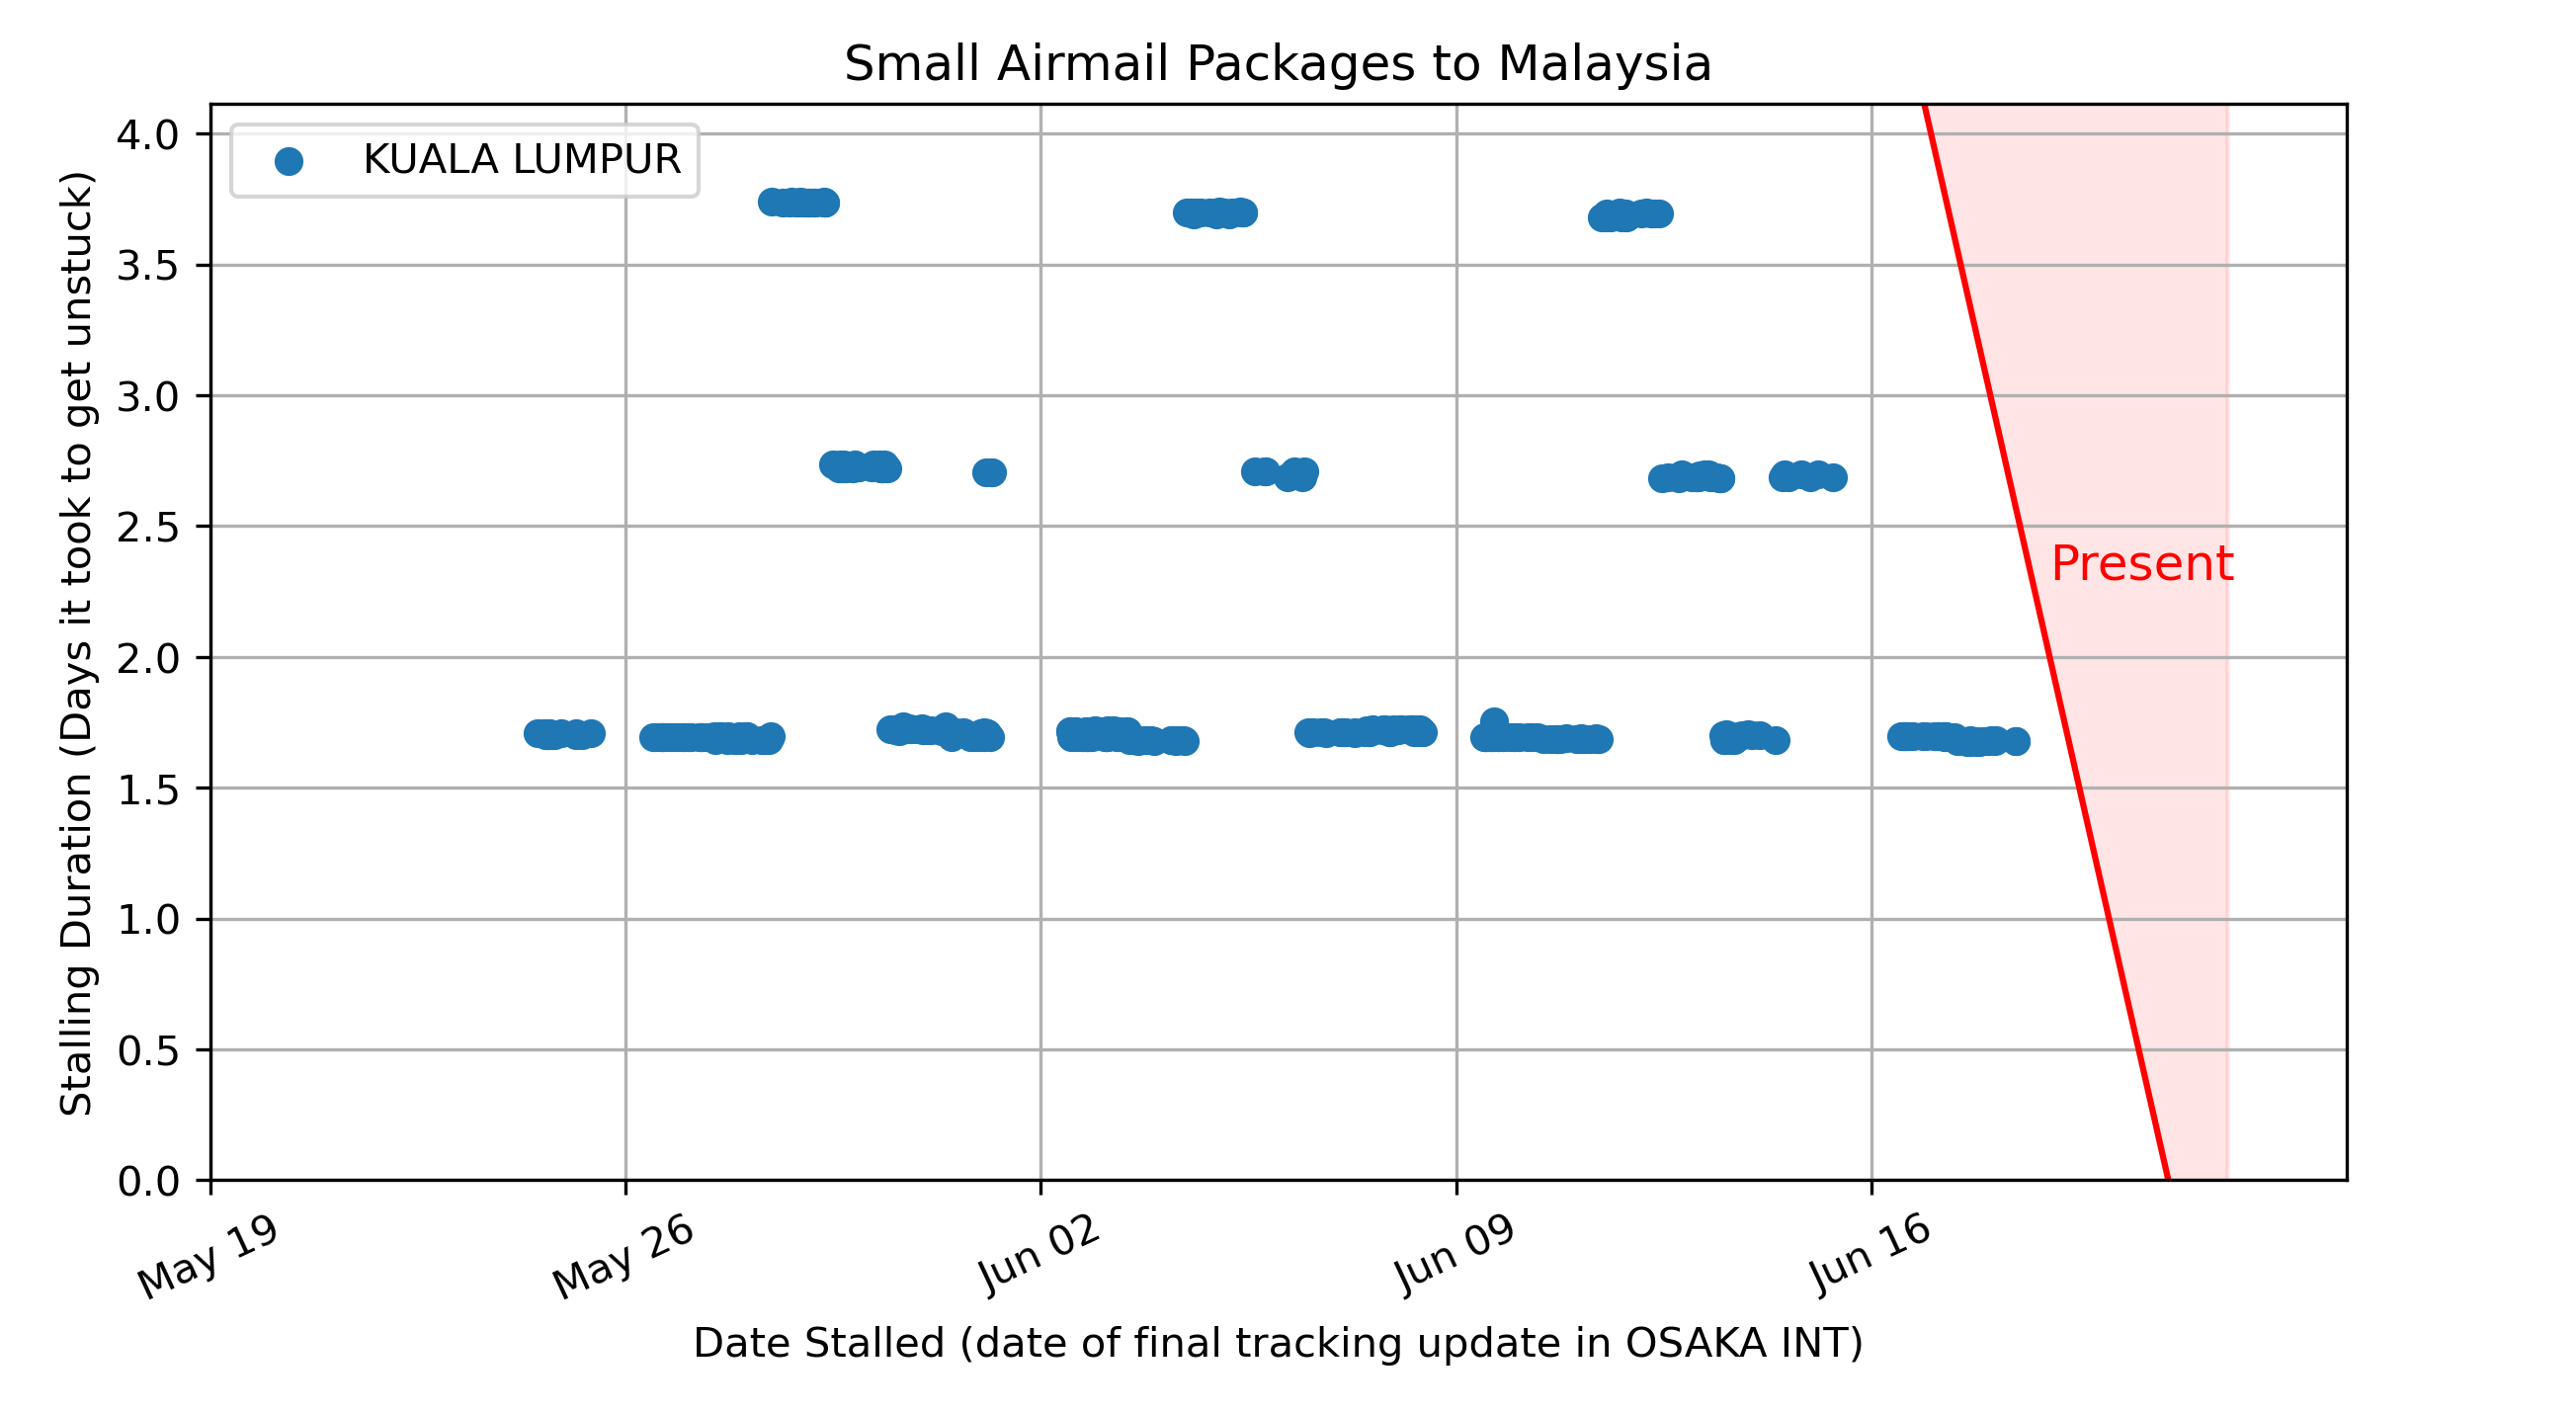 Small Airmail Packages to Malaysia
KUALA LUMPUR
4.0
3.5
3.0
2.5
2.0
1.5
1.0
0.5
0.0
Stalling Duration (Days it took to get unstuck)
Present
May 19
May 26
Jun 02
Jun 09
Jun 16
Date Stalled (date of final tracking update in OSAKA INT)